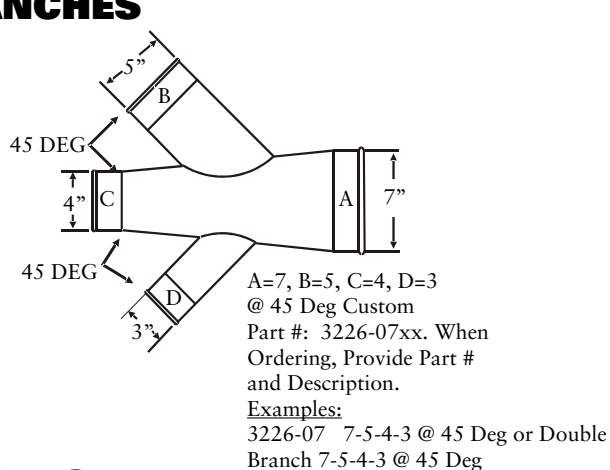 5”
B
45 DEG
4”
C
A
7”
45 DEG
D
3”
A=7, B=5, C=4, D=3
@ 45 Deg Custom
Part #: 3226-07xx. When
Ordering, Provide Part #
and Description.
Examples:
3226-07 7-5-4-3 @ 45 Deg or Double
Branch 7-5-4-3 @ 45 Deg